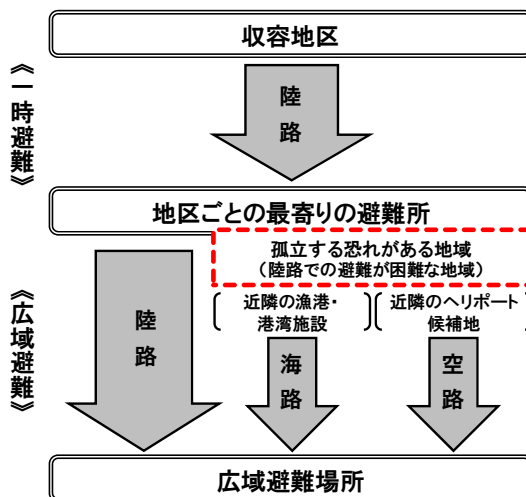 収容地区
《一時避難》
陸路
地区ごとの最寄りの避難所
孤立する恐れがある地域
（陸路での避難が困難な地域）
《広域避難》
陸路
近隣の漁港・
港湾施設
近隣のヘリポート
候補地
海路
空路
広域避難場所